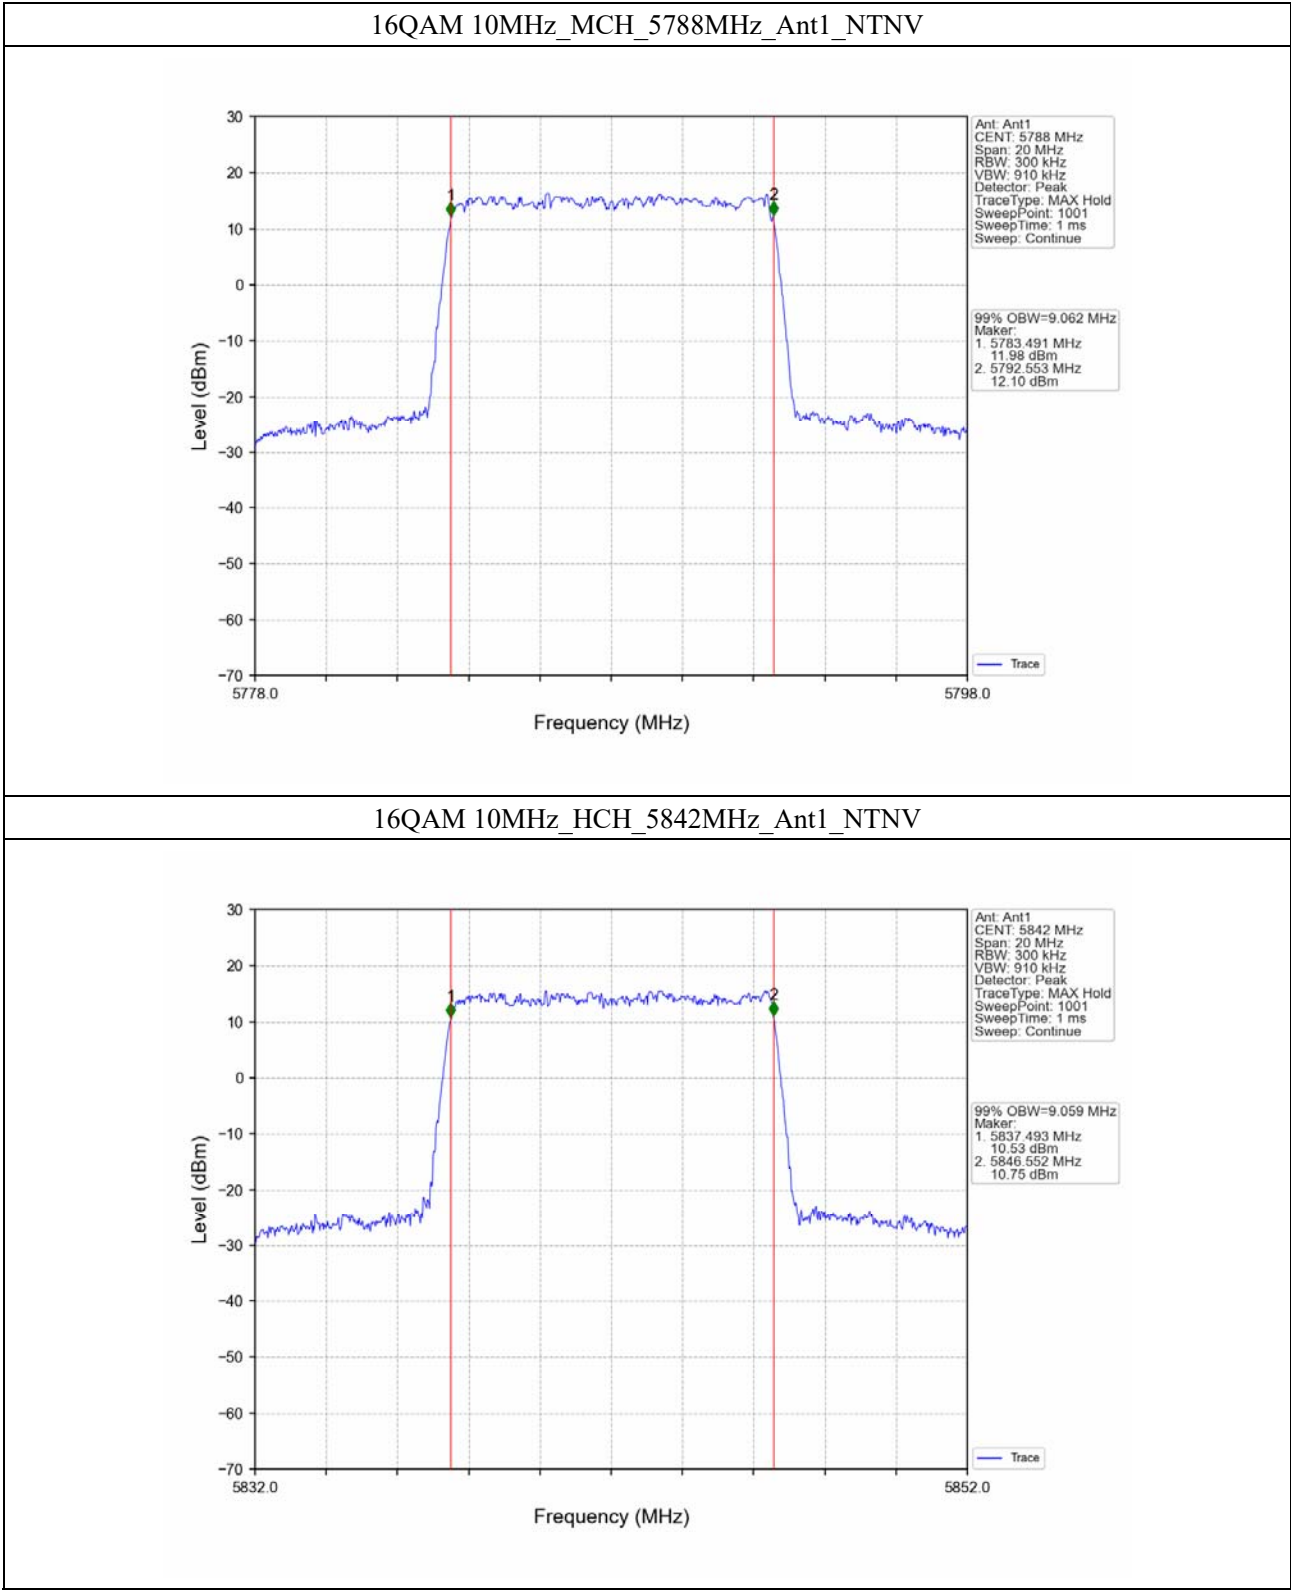 16QAM 10MHz_MCH_5788MHz_Ant1_NTNV
30
20
10
0
−10
−20
−30
−40
−50
−60
−70
Level (dBm)
1
2
5778.0
5798.0
Frequency (MHz)
Ant: Ant1
CENT: 5788 MHz
Span: 20 MHz
RBW: 300 kHz
VBW: 910 kHz
Detector: Peak
TraceType: MAX Hold
SweepPoint: 1001
SweepTime: 1 ms
Sweep: Continue
99% OBW=9.062 MHz
Maker:
1. 5783.491 MHz
11.98 dBm
2. 5792.553 MHz
12.10 dBm
Trace
16QAM 10MHz_HCH_5842MHz_Ant1_NTNV
30
20
10
0
−10
−20
−30
−40
−50
−60
−70
Level (dBm)
1
2
5832.0
5852.0
Frequency (MHz)
Ant: Ant1
CENT: 5842 MHz
Span: 20 MHz
RBW: 300 kHz
VBW: 910 kHz
Detector: Peak
TraceType: MAX Hold
SweepPoint: 1001
SweepTime: 1 ms
Sweep: Continue
99% OBW=9.059 MHz
Maker:
1. 5837.493 MHz
10.53 dBm
2. 5846.552 MHz
10.75 dBm
Trace